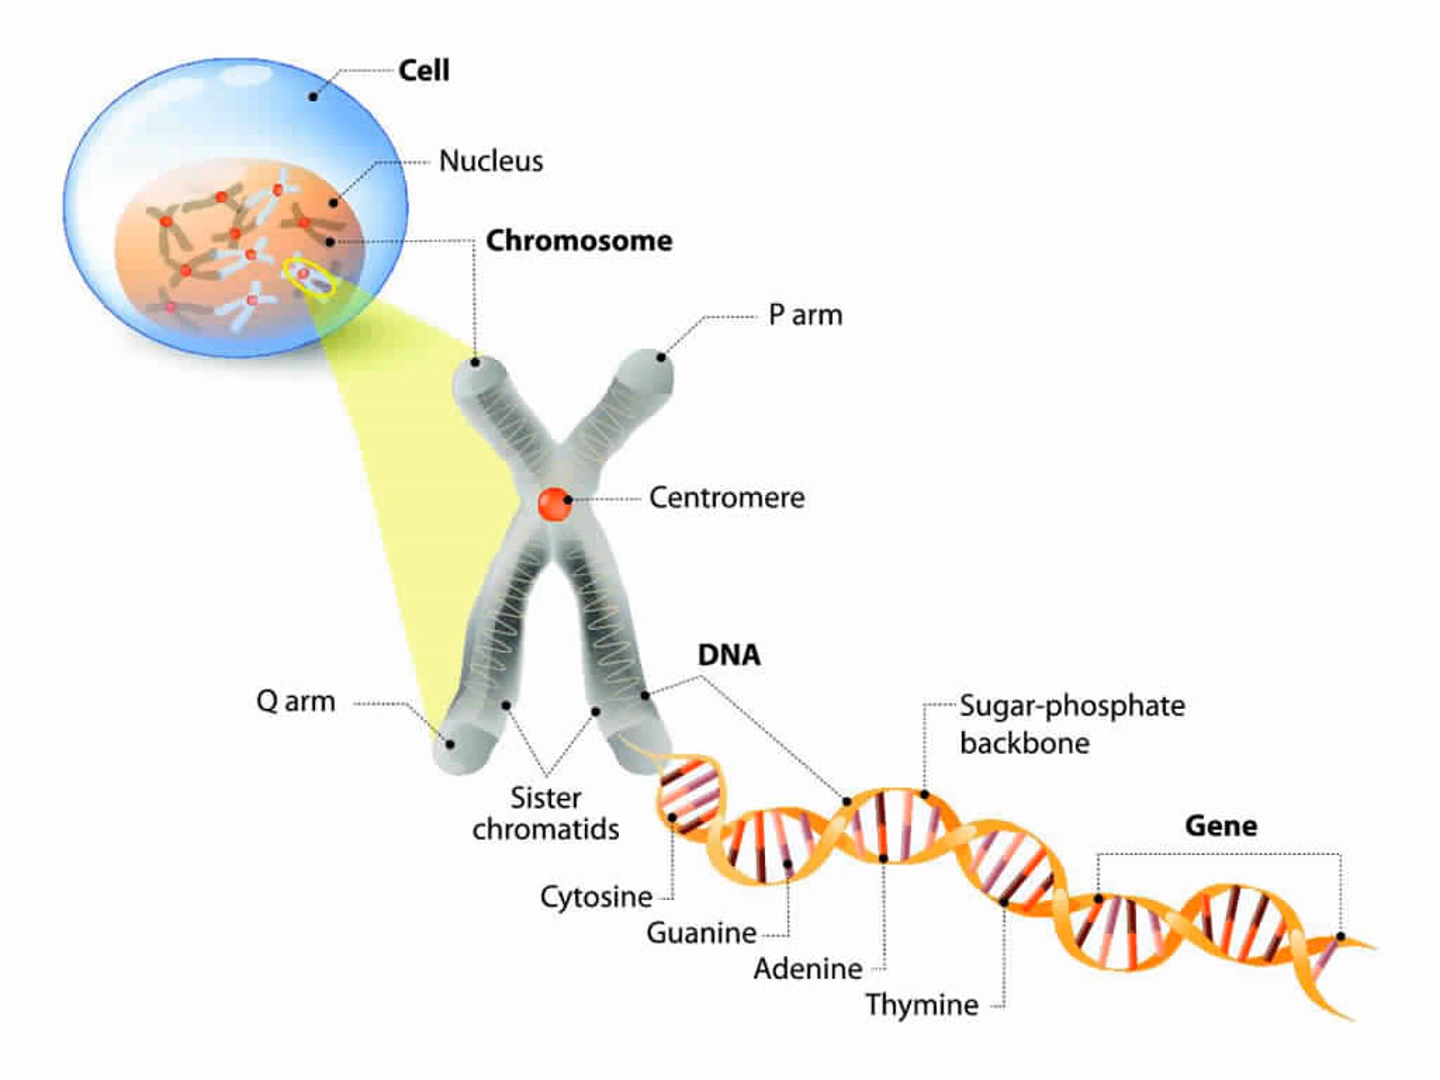 Cell
Nucleus
Chromosome
P arm
Centromere
DNA
Q arm
Sugar-phosphate
backbone
Sister
chromatids
Gene
Cytosine
Guanine
Adenine
Thymine